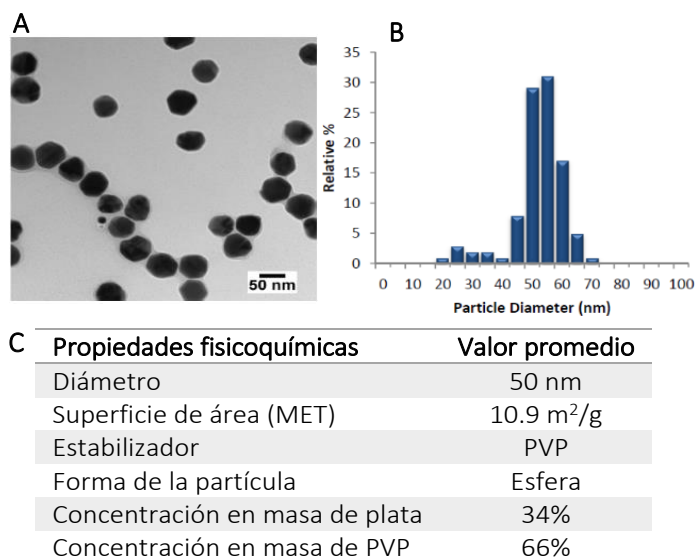 A
50 nm
B
35
30
25
20
15
10
5
0
Relative %
0 10 20 30 40 50 60 70 80 90 100
Particle Diameter (nm)
C
Propiedades fisicoquímicas Valor promedio
Diámetro 50 nm
Superficie de área (MET) 10.9 m²/g
Estabilizador PVP
Forma de la partícula Esfera
Concentración en masa de plata 34%
Concentración en masa de PVP 66%